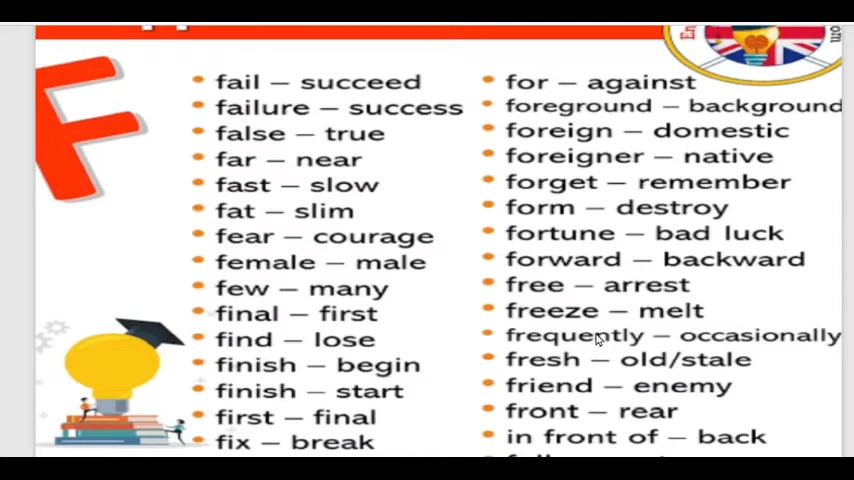 F
fail – succeed
failure – success
false – true
far – near
fast – slow
fat – slim
fear – courage
female – male
few – many
final – first
find – lose
finish – begin
finish – start
first – final
fix – break
for – against
foreground – background
foreign – domestic
foreigner – native
forget – remember
form – destroy
fortune – bad luck
forward – backward
free – arrest
freeze – melt
frequently – occasionally
fresh – old/stale
friend – enemy
front – rear
in front of – back